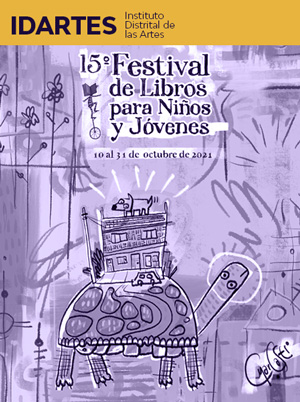 IDARTES
Instituto
Distrital de
las Artes
15º Festival
de Libros
para Niños
y Jóvenes
10 al 31 de octubre de 2021